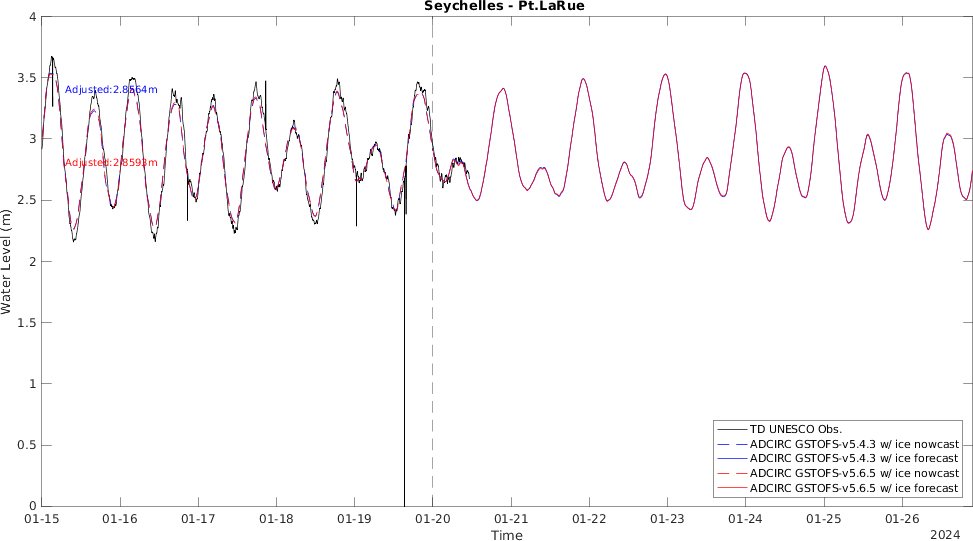 Seychelles - Pt.LaRue
4
3.5
3
2.5
2
1.5
1
0.5
0
Water Level (m)
Adjusted:2.8564m
Adjusted:2.8593m
TD UNESCO Obs.
ADCIRC GSTOFS-v5.4.3 w/ ice nowcast
ADCIRC GSTOFS-v5.4.3 w/ ice forecast
ADCIRC GSTOFS-v5.6.5 w/ ice nowcast
ADCIRC GSTOFS-v5.6.5 w/ ice forecast
01-15 01-16 01-17 01-18 01-19 01-20 01-21 01-22 01-23 01-24 01-25 01-26
Time
2024